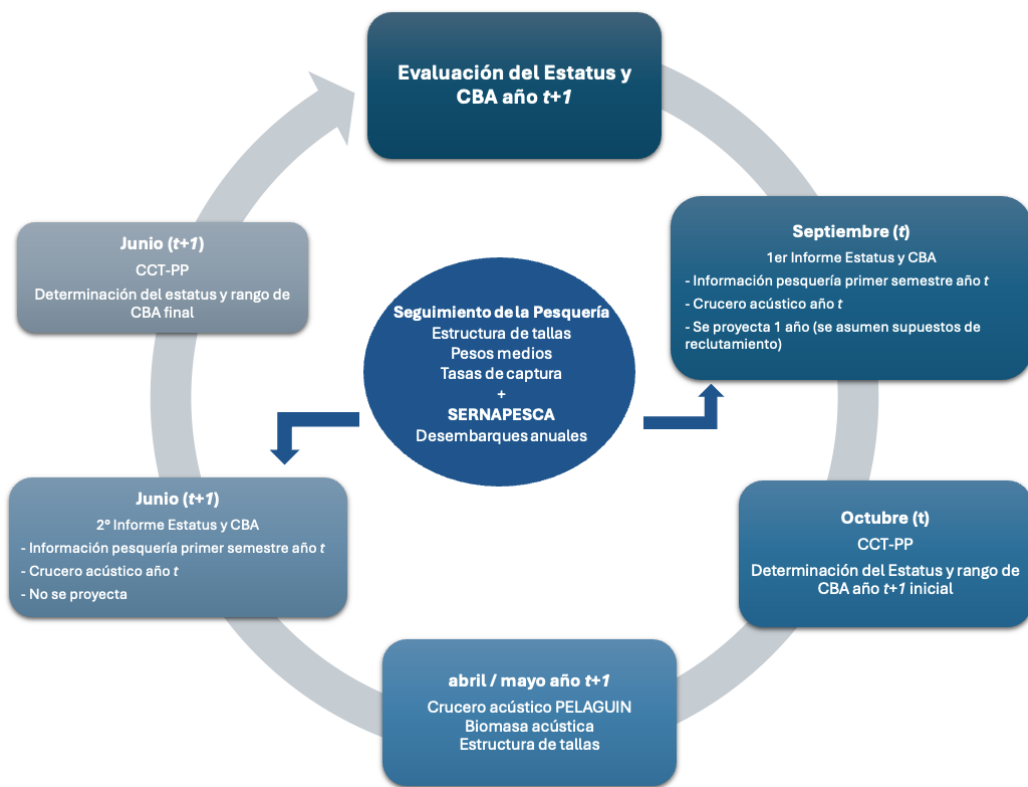 Evaluación del Estatus y
CBA año t+1
Septiembre (t)
1er Informe Estatus y CBA
- Información pesquería primer semestre año t
- Crucero acústico año t
- Se proyecta 1 año (se asumen supuestos de
reclutamiento)
Octubre (t)
CCT-PP
Determinación del Estatus y rango de
CBA año t+1 inicial
abril / mayo año t+1
Crucero acústico PELAGUIN
Biomasa acústica
Estructura de tallas
Junio (t+1)
2° Informe Estatus y CBA
- Información pesquería primer semestre año t
- Crucero acústico año t
- No se proyecta
Junio (t+1)
CCT-PP
Determinación del estatus y rango de
CBA final
Seguimiento de la Pesquería
Estructura de tallas
Pesos medios
Tasas de captura
+
SERNAPESCA
Desembarques anuales